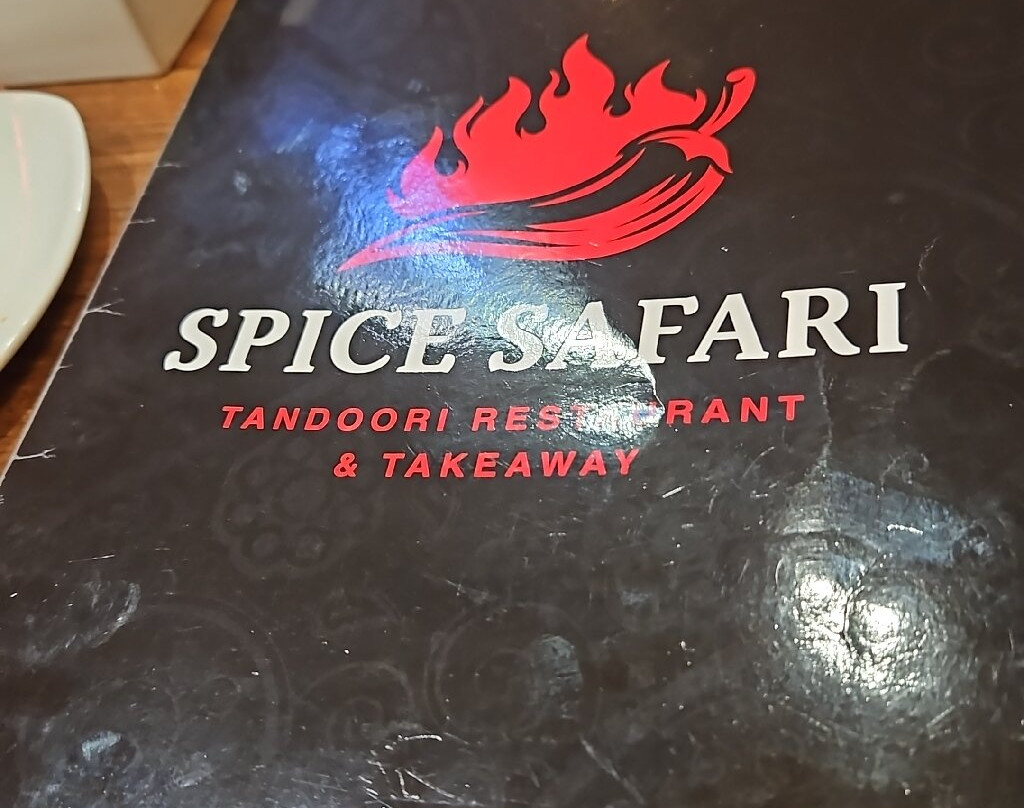 SPICE SAFARI
TANDOORI RESTAURANT
& TAKEAWAY